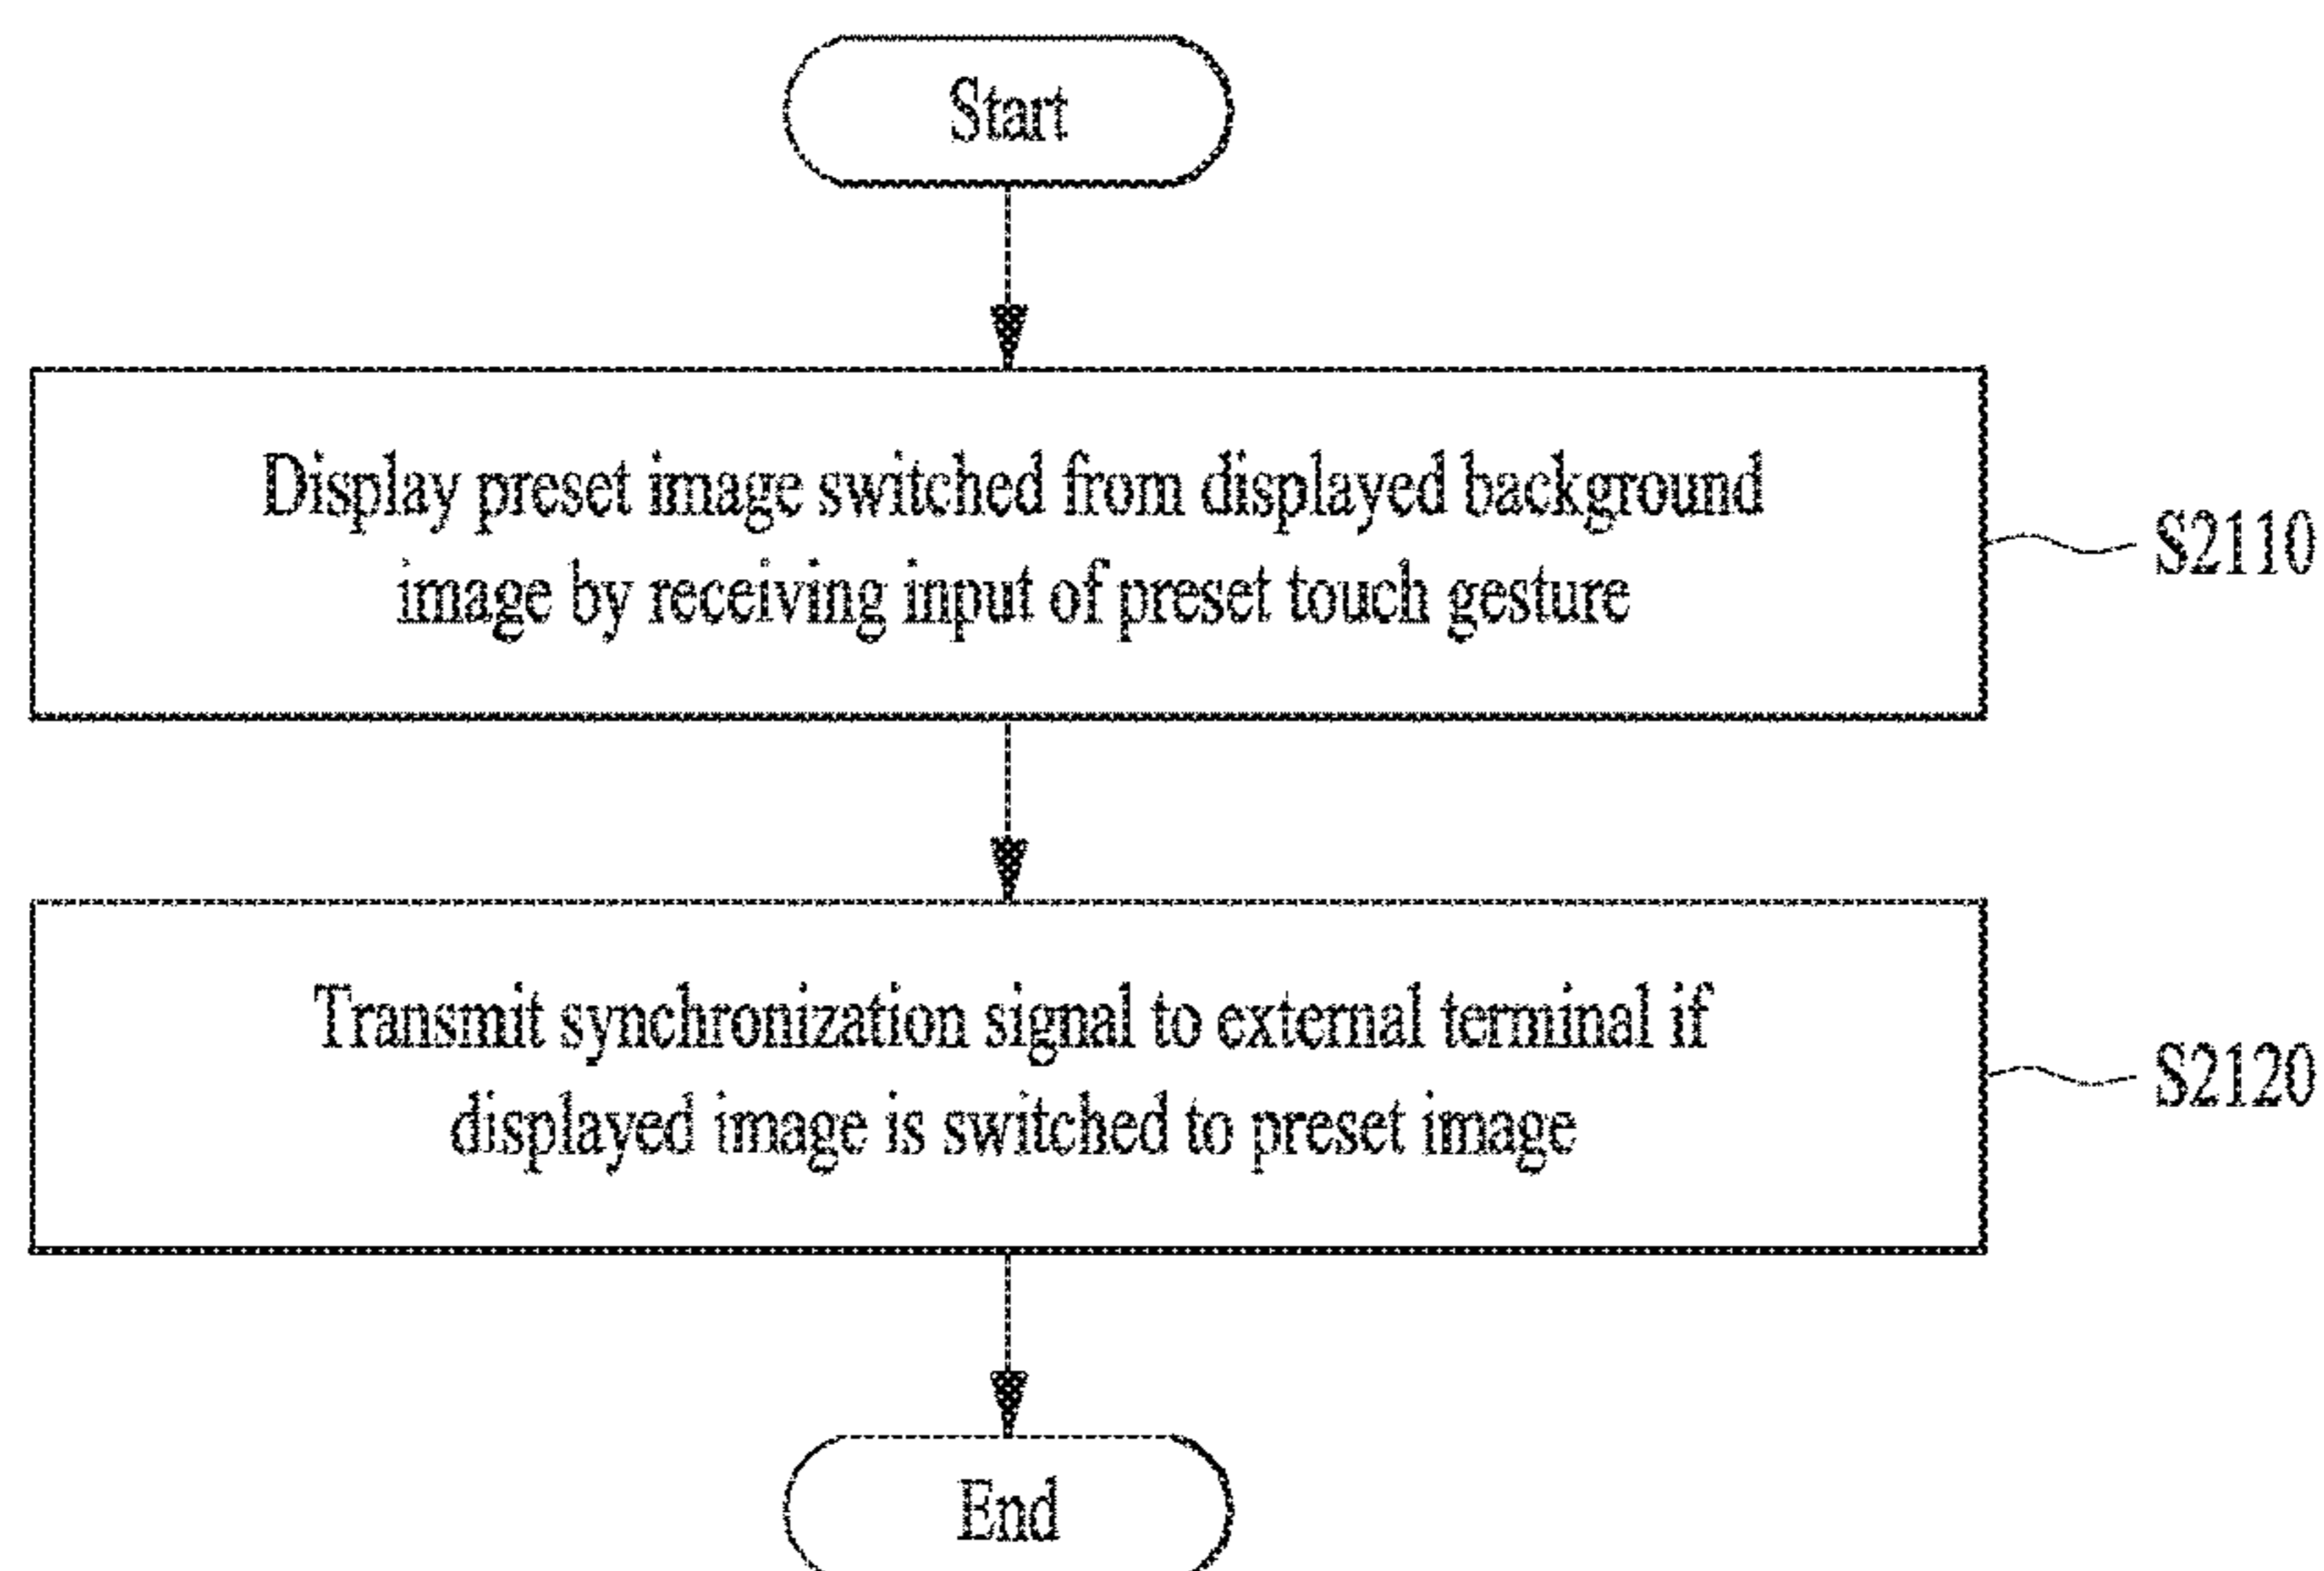 Start
Display preset image switched from displayed background
image by receiving input of preset touch gesture
S2110
Transmit synchronization signal to external terminal if
displayed image is switched to preset image
S2120
End